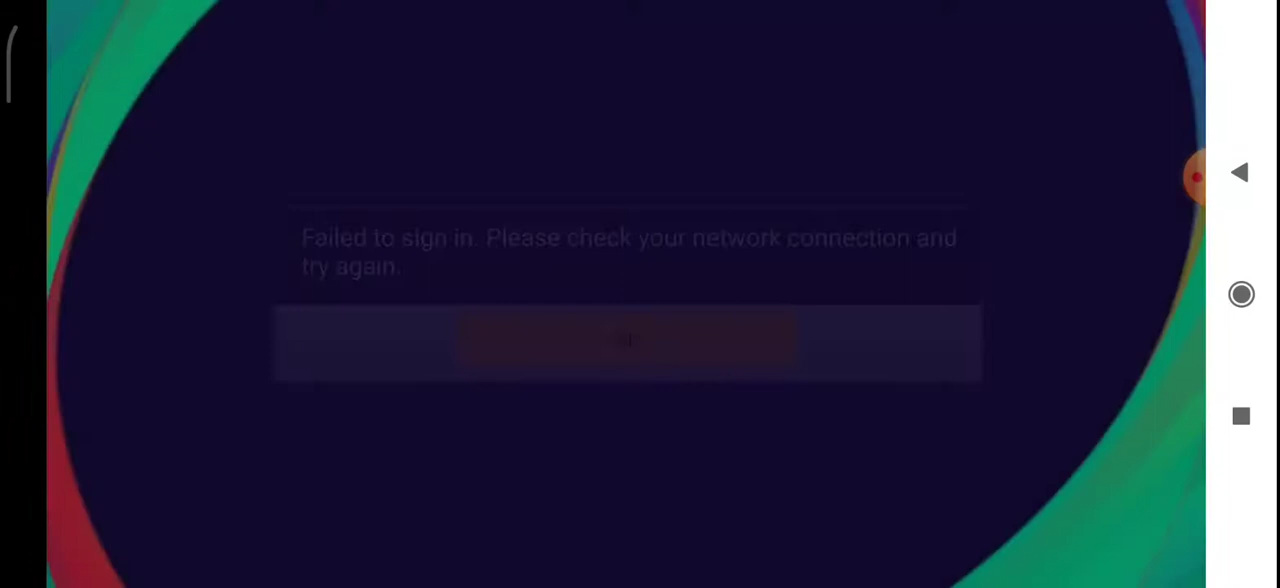 Failed to sign in. Please check your network connection and
try again.